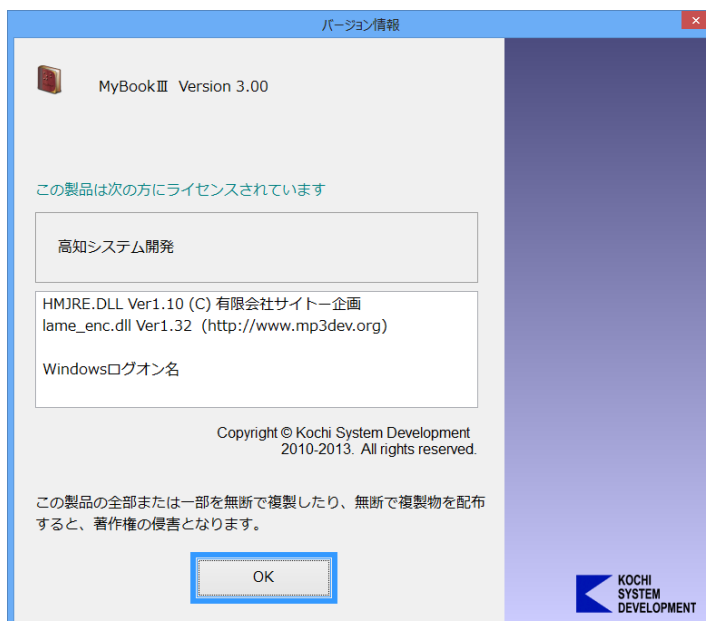 バージョン情報
MyBookⅢ Version 3.00
この製品は次の方にライセンスされています
高知システム開発
HMJRE.DLL Ver1.10 (C) 有限会社サイトー企画
lame_enc.dll Ver1.32 (http://www.mp3dev.org)
Windowsログオン名
Copyright © Kochi System Development
2010-2013. All rights reserved.
この製品の全部または一部を無断で複製したり、無断で複製物を配布
すると、著作権の侵害となります。
OK
KOCHI
SYSTEM
DEVELOPMENT